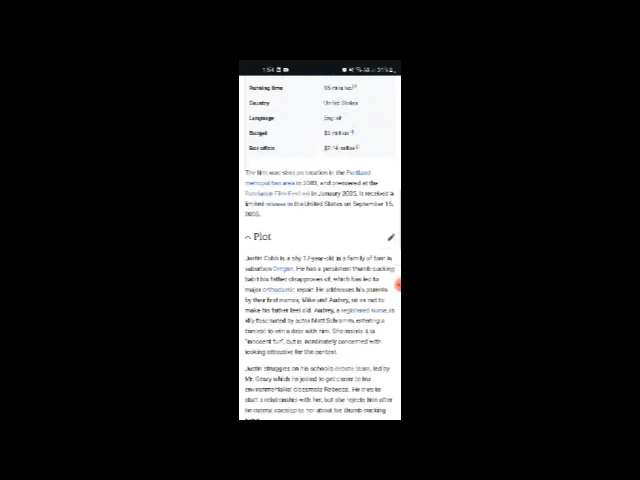 1:54
Running time
96 minutes
Country
United States
Language
English
Budget
Box office
The film was shot on location in the Portland
metropolitan area in 2003, and premiered at the
Sundance Film Festival in January 2005. It received a
limited release in the United States on September 16,
2005.
Plot
Justin Cobb is a shy 17-year-old in a family of four in
suburban Oregon. He has a persistent thumb-sucking
habit his father disapproves of, which has led to
major orthodontic repair. He addresses his parents
by their first names, Mike and Audrey, so as not to
make his father feel old. Audrey, a registered nurse, is
idly fascinated by actor Matt Schramm, entering a
contest to win a date with him. She insists it is
"innocent fun", but is inordinately concerned with
looking attractive for the contest.
Justin struggles on his school's debate team, led by
Mr. Geary which he joined to get closer to his
environmentalist classmate Rebecca. He tries to
start a relationship with her, but she rejects him after
he cannot open up to her about his thumb sucking